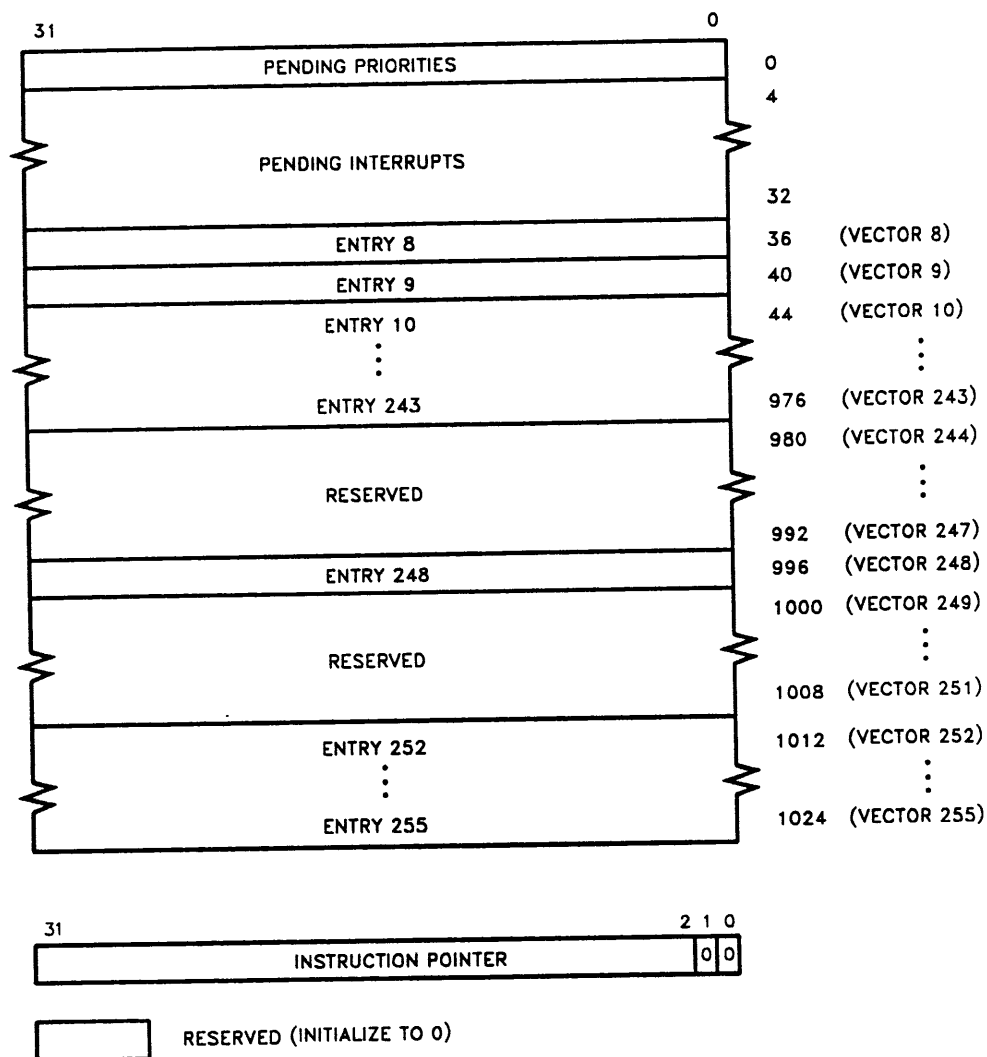 31 0
PENDING PRIORITIES 0
4
PENDING INTERRUPTS
32
ENTRY 8 36 (VECTOR 8)
ENTRY 9 40 (VECTOR 9)
ENTRY 10 44 (VECTOR 10)
ENTRY 243 976 (VECTOR 243)
980 (VECTOR 244)
RESERVED
992 (VECTOR 247)
ENTRY 248 996 (VECTOR 248)
1000 (VECTOR 249)
RESERVED
1008 (VECTOR 251)
ENTRY 252 1012 (VECTOR 252)
ENTRY 255 1024 (VECTOR 255)
31 2 1 0
INSTRUCTION POINTER 0 0
RESERVED (INITIALIZE TO 0)